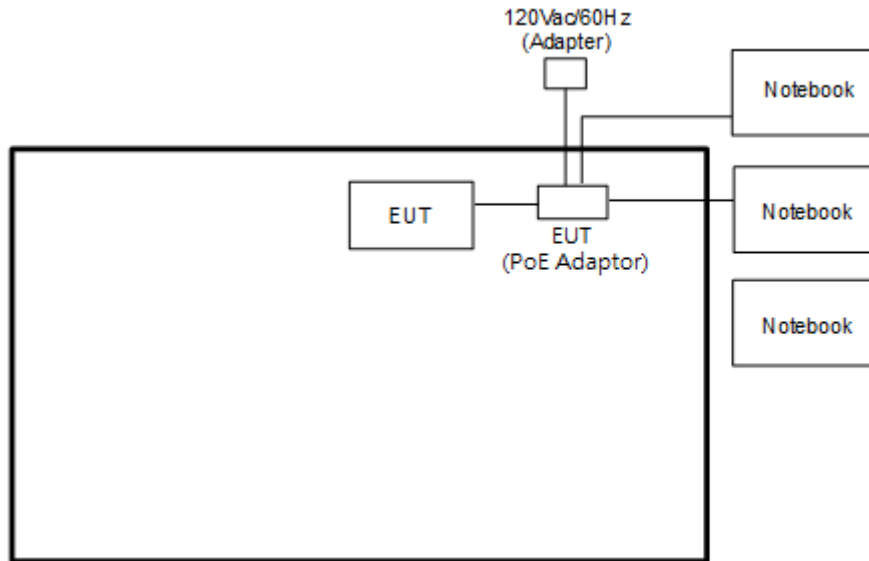 120Vac/60Hz
(Adapter)
Notebook
EUT
Notebook
EUT
(PoE Adaptor)
Notebook